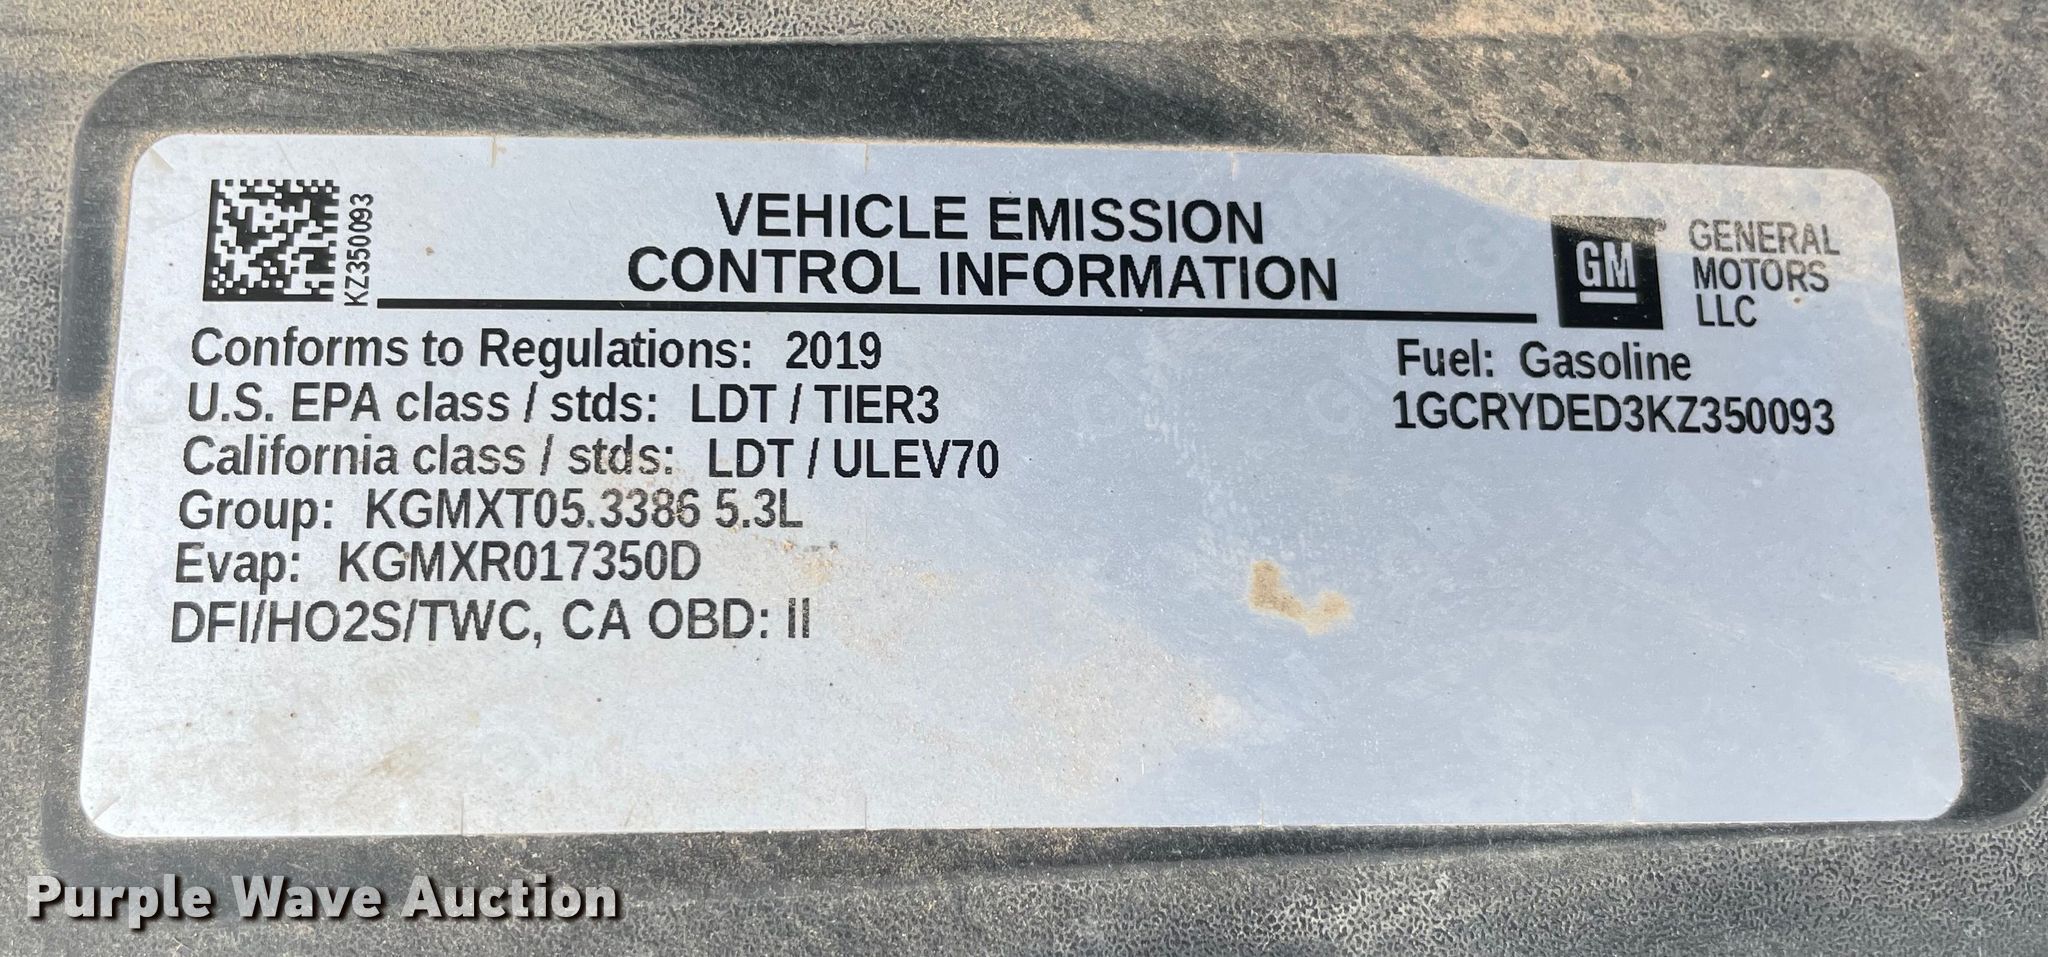 KZ350093
VEHICLE EMISSION
CONTROL INFORMATION
GM
GENERAL
MOTORS
LLC
Conforms to Regulations: 2019
Fuel: Gasoline
U.S. EPA class / stds: LDT / TIER3
1GCRYDED3KZ350093
California class / stds: LDT / ULEV70
Group: KGMXT05.3386 5.3L
Evap: KGMXR017350D
DFI/HO2S/TWC, CA OBD: II
Purple Wave Auction